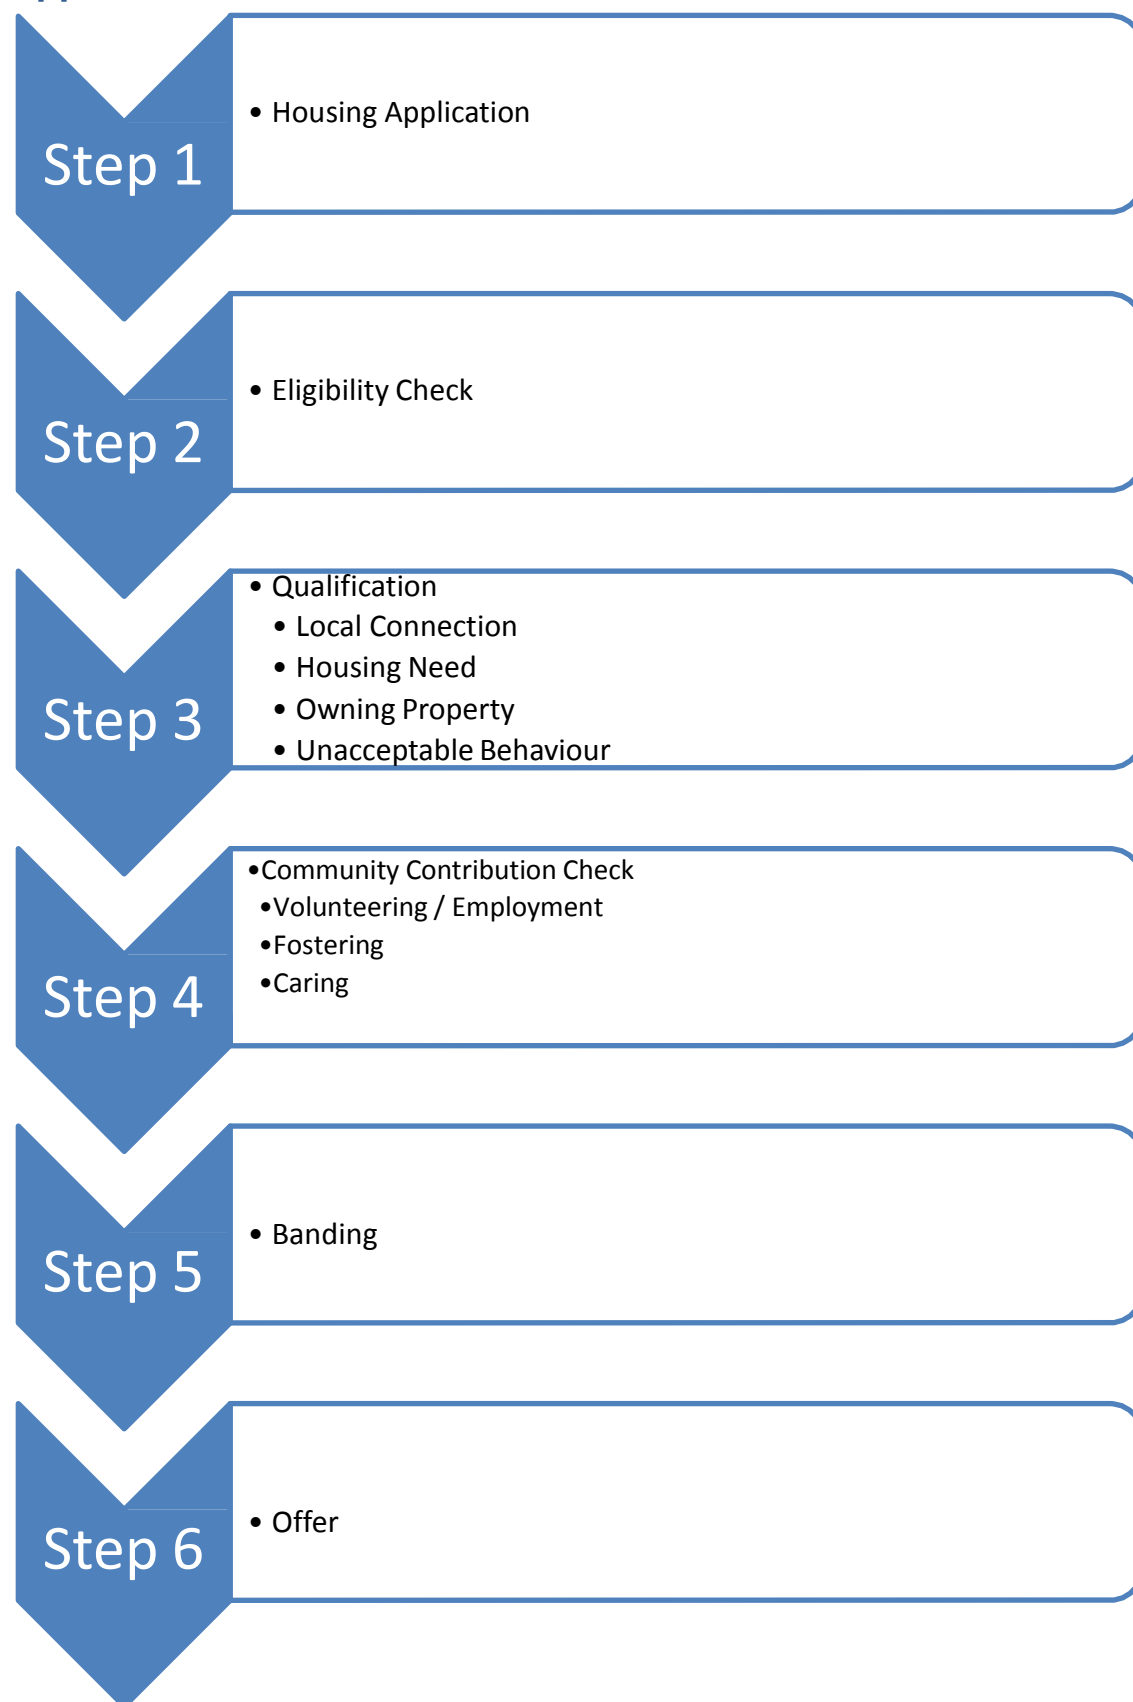 Step 1
• Housing Application
Step 2
• Eligibility Check
Step 3
• Qualification
• Local Connection
• Housing Need
• Owning Property
• Unacceptable Behaviour
Step 4
•Community Contribution Check
•Volunteering / Employment
•Fostering
•Caring
Step 5
• Banding
Step 6
• Offer